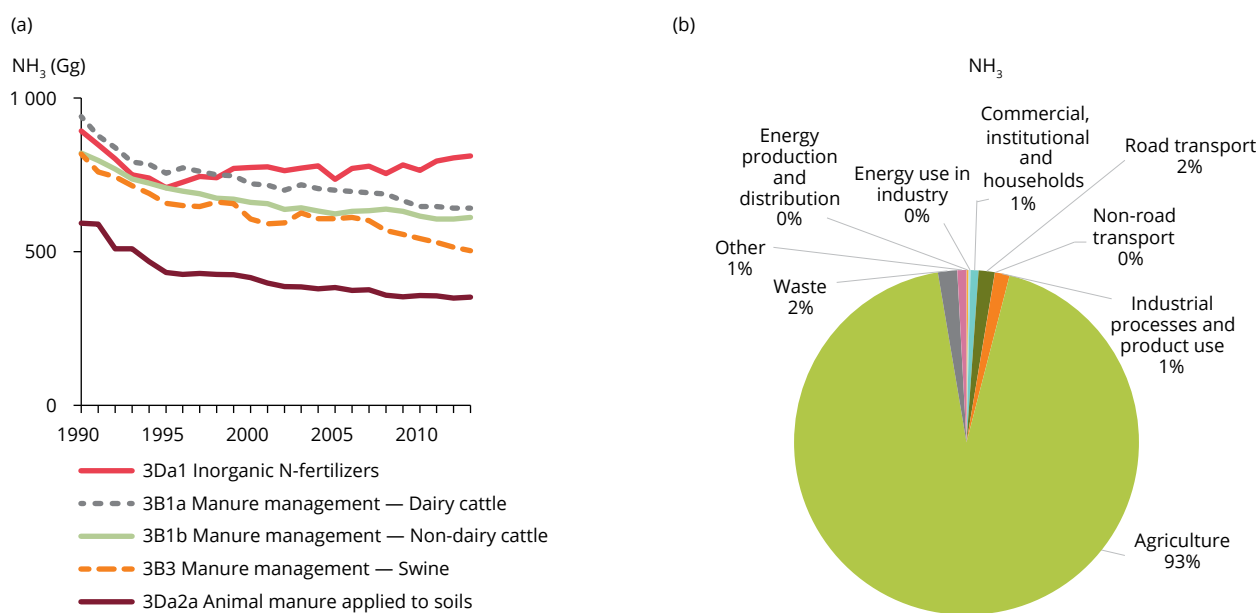 (a)
NH₃ (Gg)
1 000
500
0
1990
1995
2000
2005
2010
3Da1 Inorganic N-fertilizers
3B1a Manure management — Dairy cattle
3B1b Manure management — Non-dairy cattle
3B3 Manure management — Swine
3Da2a Animal manure applied to soils
(b)
NH₃
Energy
production
and
distribution
0%
Energy use in
industry
0%
Commercial,
institutional
and
households
1%
Road transport
2%
Non-road
transport
0%
Industrial
processes and
product use
1%
Other
1%
Waste
2%
Agriculture
93%